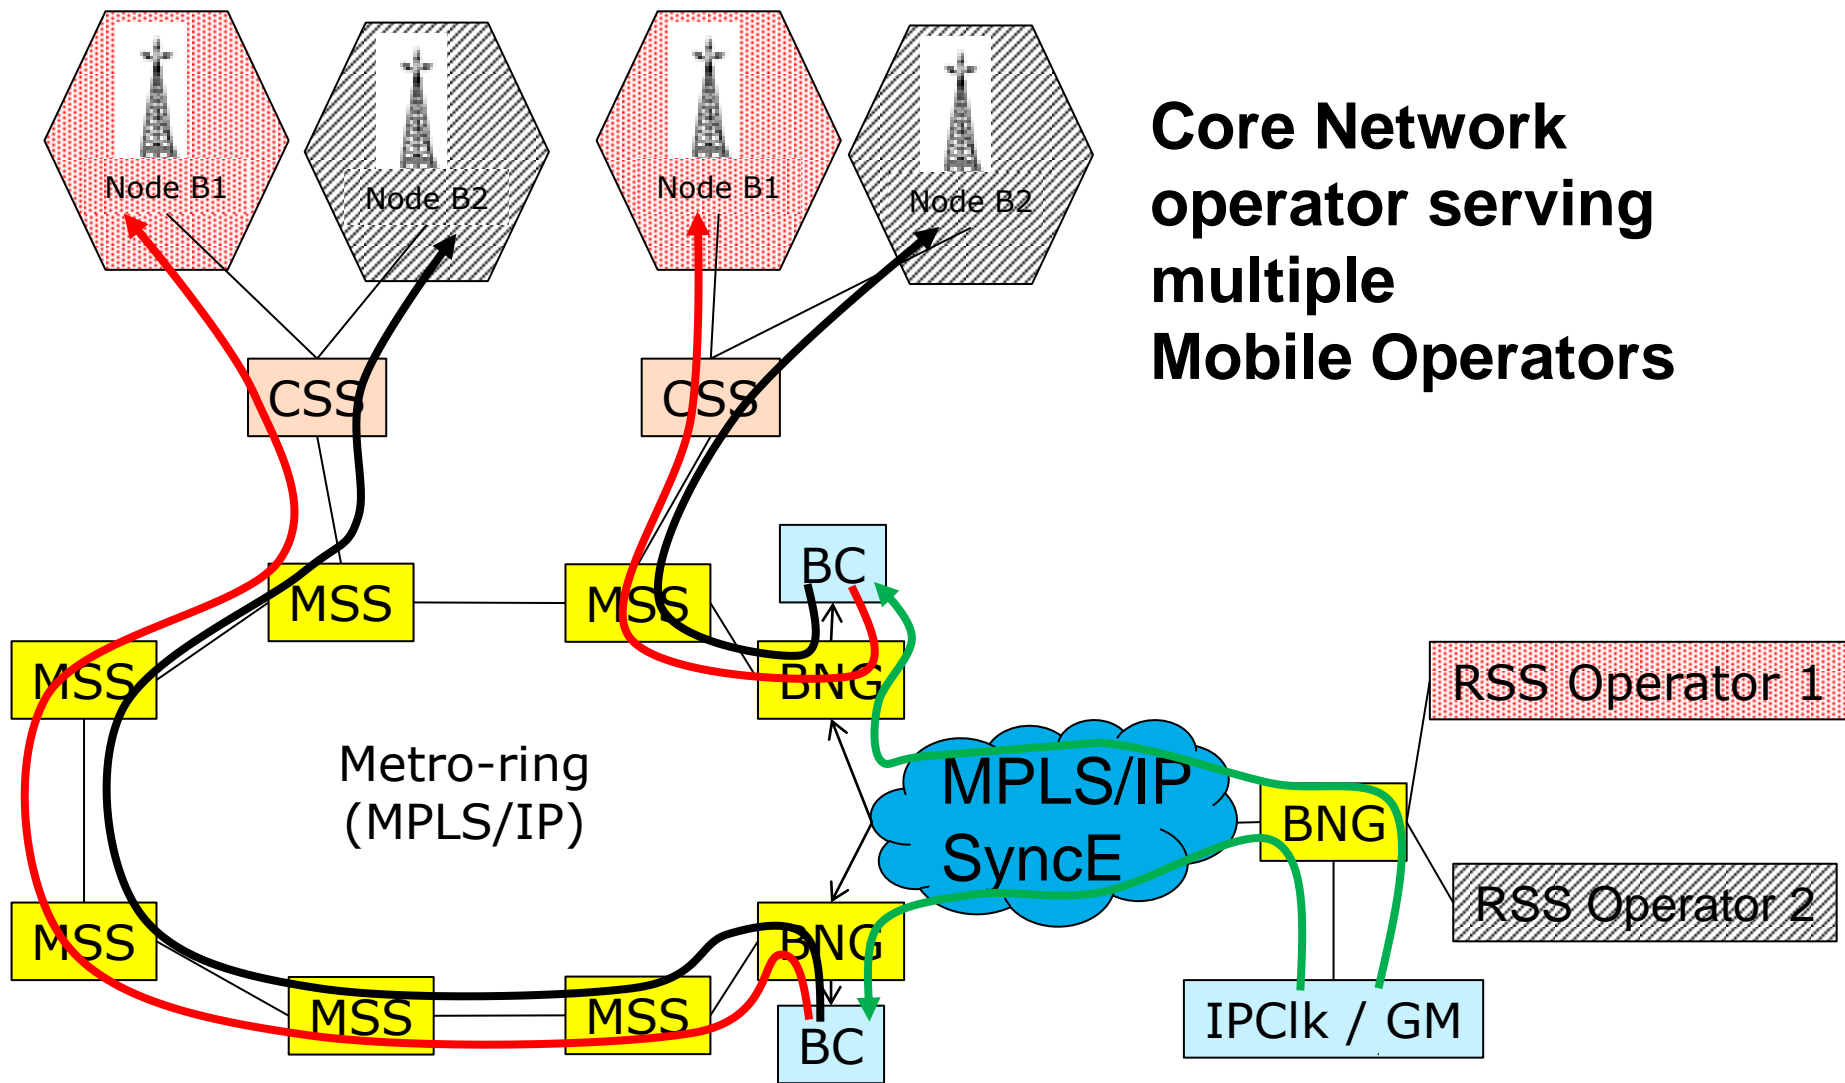 Node B1
Node B2
Node B1
Node B2
Core Network
operator serving
multiple
Mobile Operators
CSS
CSS
BC
MSS
MSS
MSS
BNG
RSS Operator 1
Metro-ring
(MPLS/IP)
MPLS/IP
SyncE
BNG
RSS Operator 2
MSS
BNG
MSS
MSS
IPClk / GM
BC